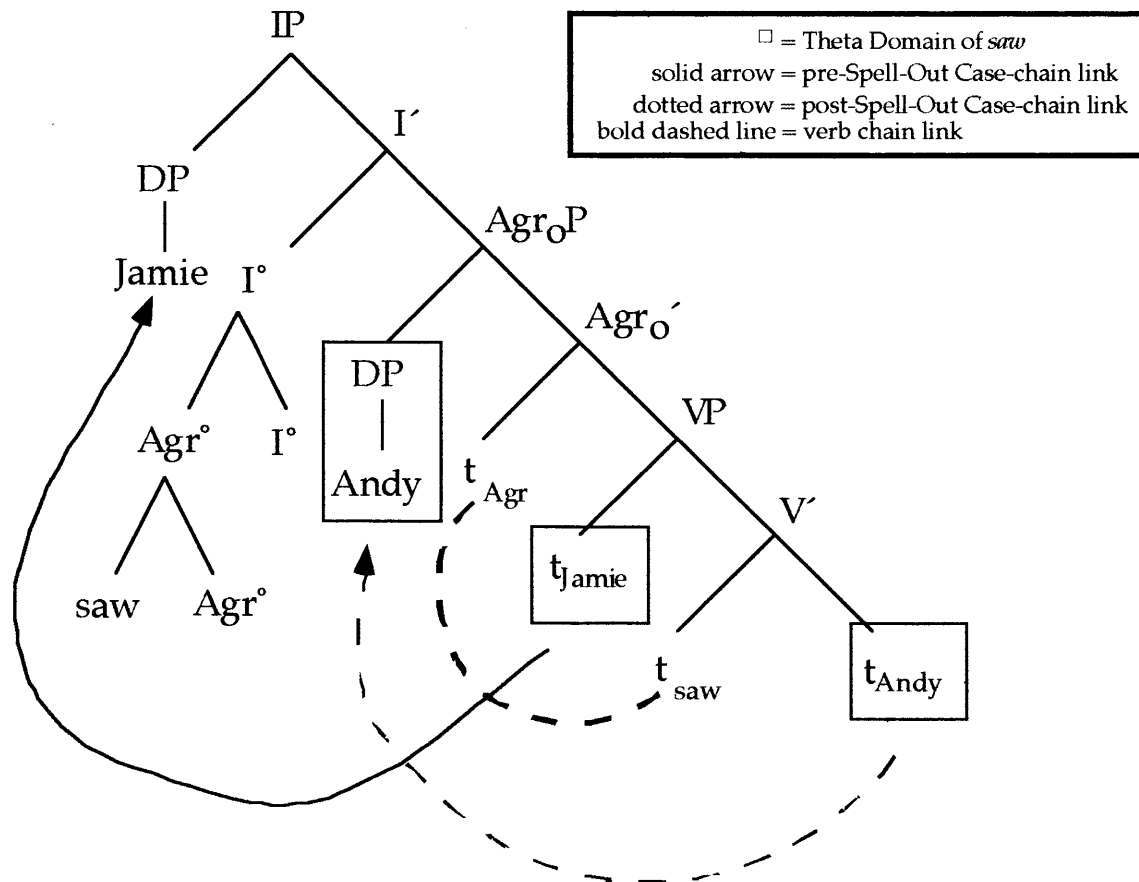 IP
□ = Theta Domain of saw
solid arrow = pre-Spell-Out Case-chain link
dotted arrow = post-Spell-Out Case-chain link
bold dashed line = verb chain link
I´
DP
AgrOP
Jamie
I°
AgrO´
DP
VP
Agr°
I°
Andy
tAgr
V´
tJamie
saw
Agr°
tsaw
tAndy